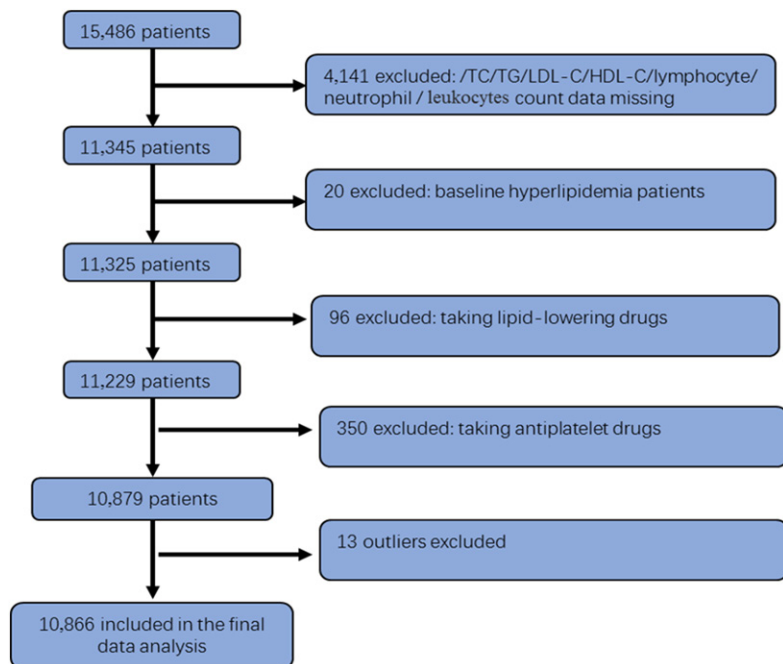 15,486 patients
4,141 excluded: /TC/TG/LDL-C/HDL-C/lymphocyte/
neutrophil / leukocytes count data missing
11,345 patients
20 excluded: baseline hyperlipidemia patients
11,325 patients
96 excluded: taking lipid-lowering drugs
11,229 patients
350 excluded: taking antiplatelet drugs
10,879 patients
13 outliers excluded
10,866 included in the final
data analysis